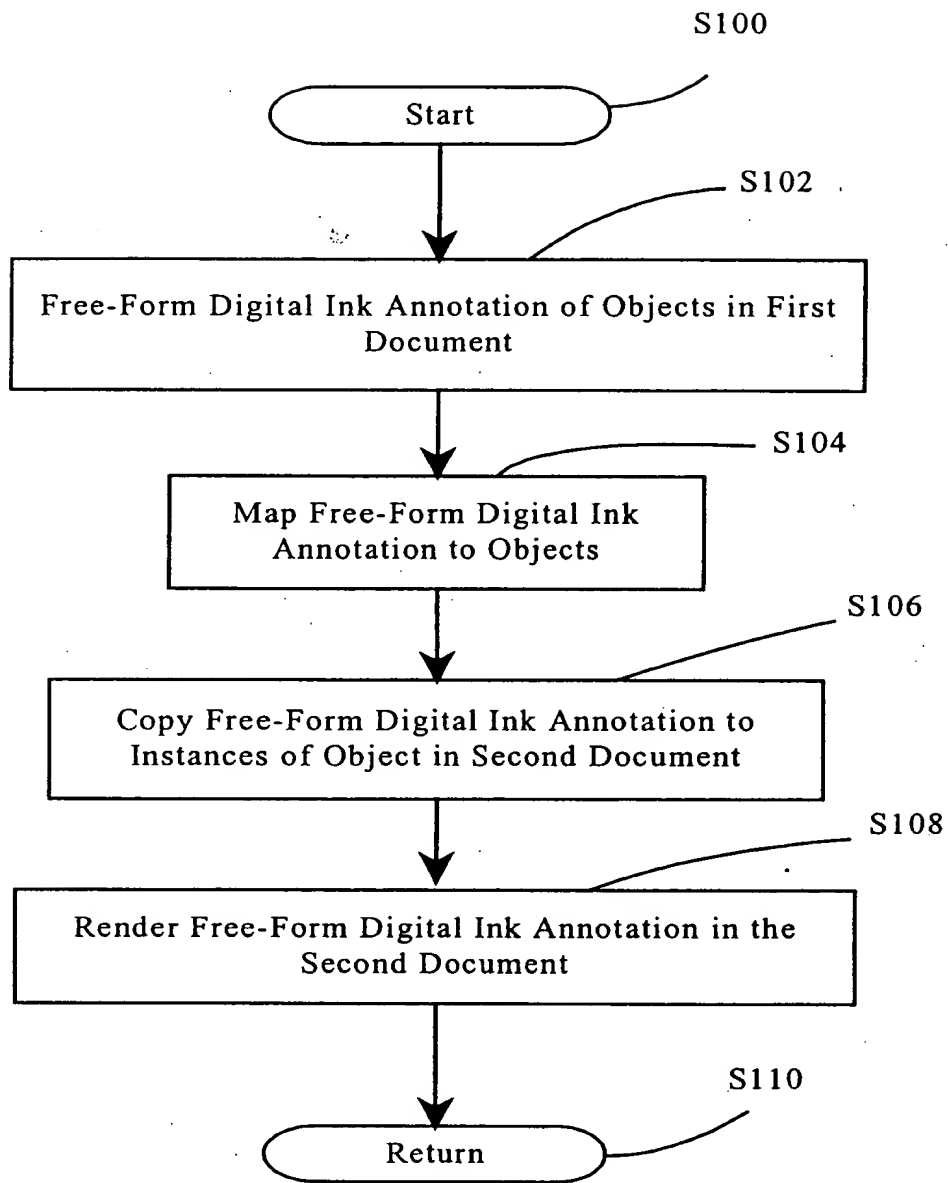 S100
Start
S102
Free-Form Digital Ink Annotation of Objects in First
Document
S104
Map Free-Form Digital Ink
Annotation to Objects
S106
Copy Free-Form Digital Ink Annotation to
Instances of Object in Second Document
S108
Render Free-Form Digital Ink Annotation in the
Second Document
S110
Return